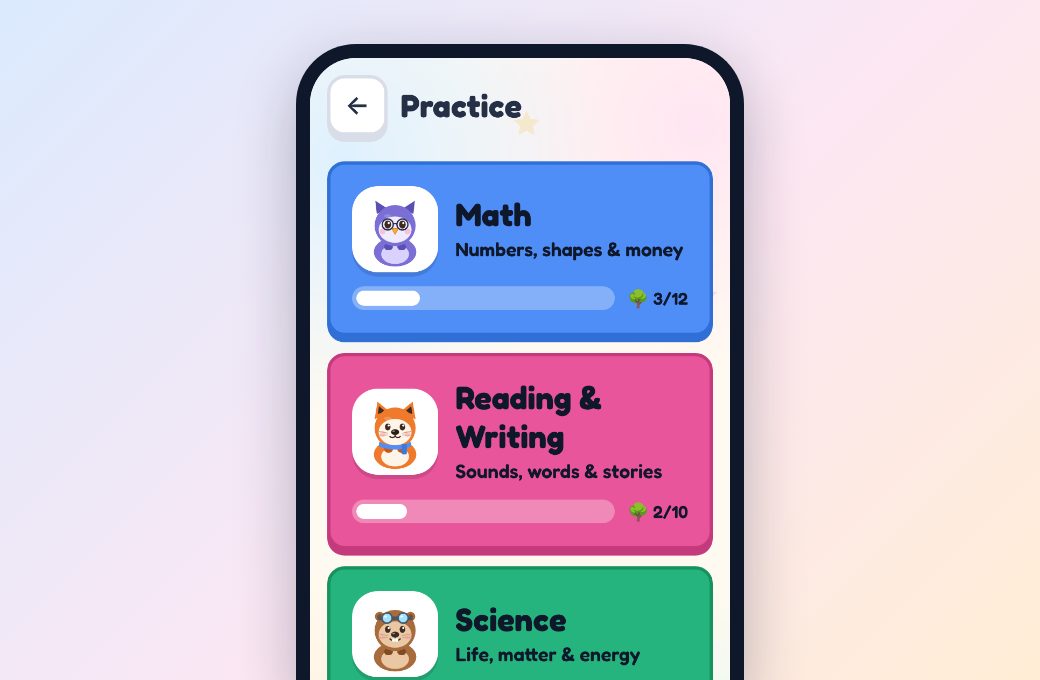 Practice
Math
Numbers, shapes & money
3/12
Reading &
Writing
Sounds, words & stories
2/10
Science
Life, matter & energy